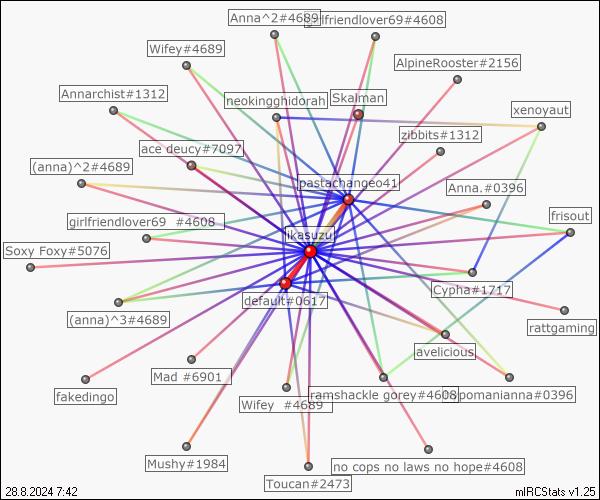 Anna^2#4689
girlfriendlover69#4608
Wifey#4689
AlpineRooster#2156
Annarchist#1312
neokingghidorah
Skalman
xenoyaut
zibbits#1312
ace deucy#7097
(anna)^2#4689
pastachangeo41
Anna.#0396
girlfriendlover69 #4608
frisout
ikasuzu
Soxy Foxy#5076
Cypha#1717
default#0617
(anna)^3#4689
rattgaming
avelicious
Mad #6901
fakedingo
ramshackle gorey#4608
Wifey #4689
Mushy#1984
no cops no laws no hope#4608
Toucan#2473
28.8.2024 7:42
mIRCStats v1.25